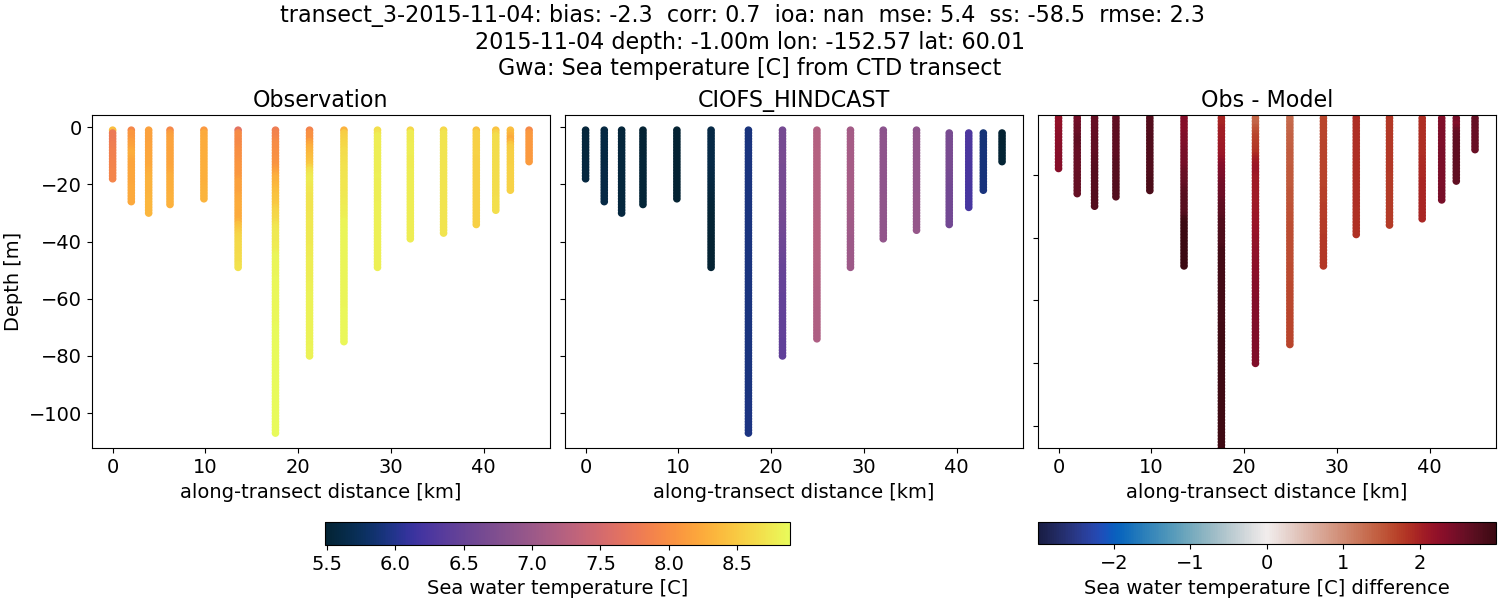 transect_3-2015-11-04: bias: -2.3  corr: 0.7  ioa: nan  mse: 5.4  ss: -58.5  rmse: 2.3
2015-11-04 depth: -1.00m lon: -152.57 lat: 60.01
Gwa: Sea temperature [C] from CTD transect
Observation
CIOFS_HINDCAST
Obs - Model
Depth [m]
0
−20
−40
−60
−80
−100
0 10 20 30 40
0 10 20 30 40
0 10 20 30 40
along-transect distance [km]
along-transect distance [km]
along-transect distance [km]
5.5 6.0 6.5 7.0 7.5 8.0 8.5
−2 −1 0 1 2
Sea water temperature [C]
Sea water temperature [C] difference